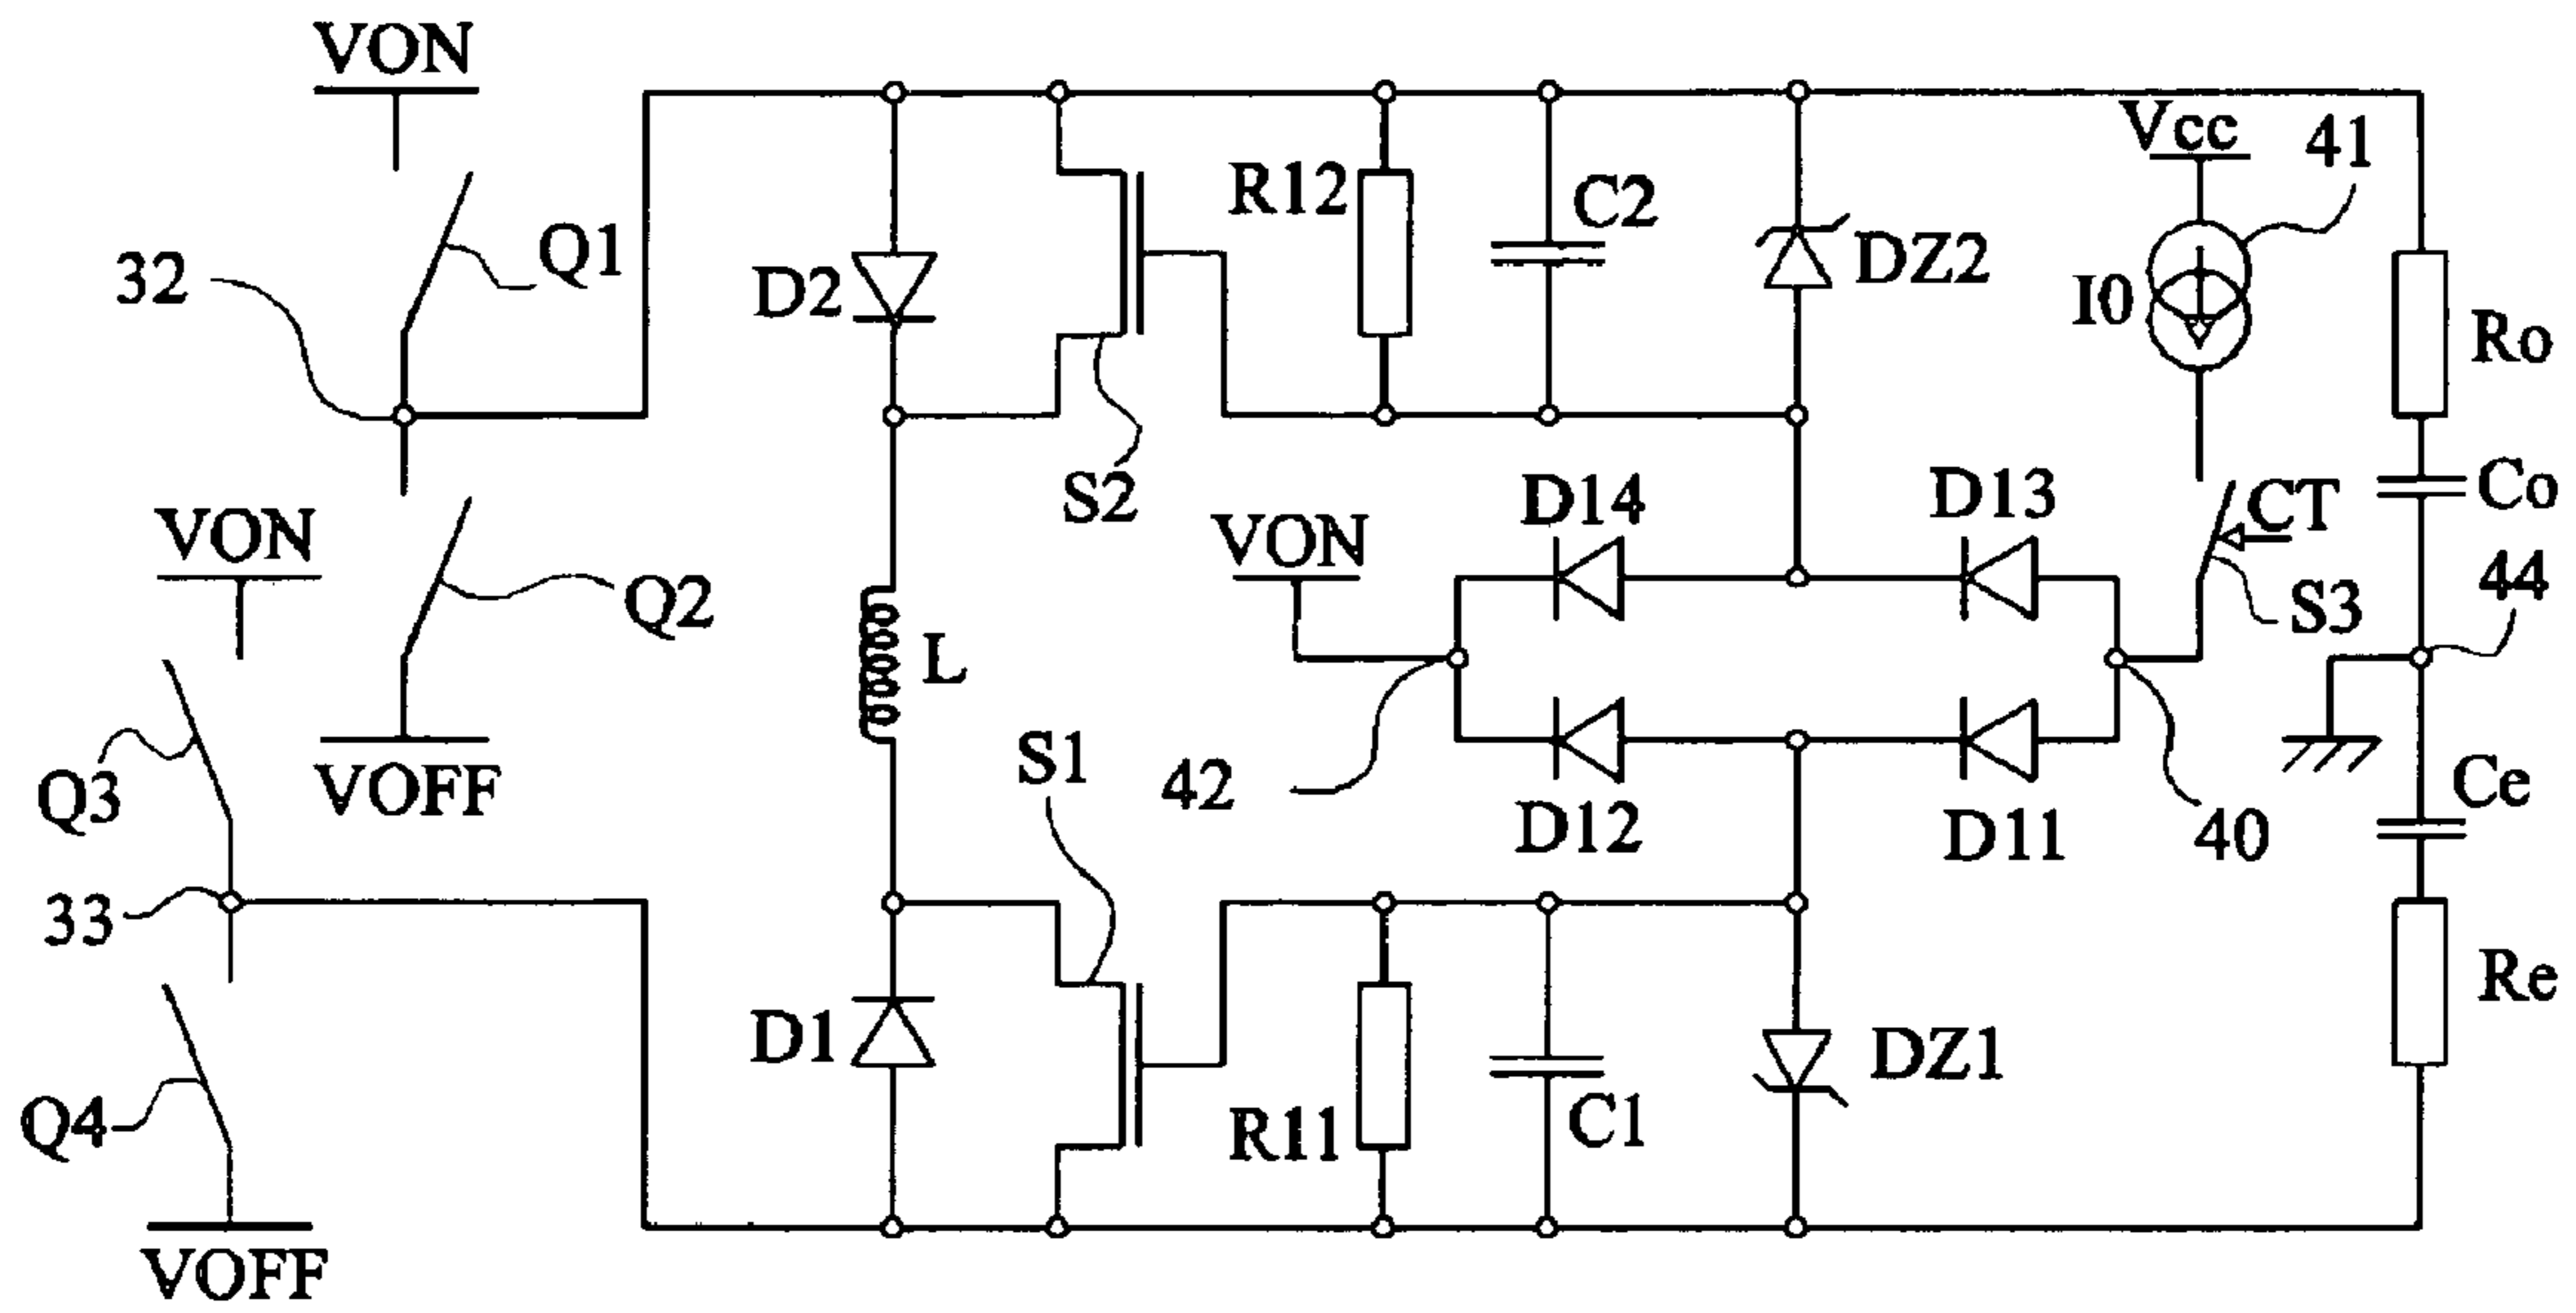 VON
Vcc
41
R12
C2
Q1
32
D2
DZ2
I0
Ro
S2
D14
D13
CT
Co
VON
VON
44
Q2
S3
L
S1
42
Q3
VOFF
Ce
D12
D11
40
33
Re
D1
DZ1
Q4
R11
C1
VOFF